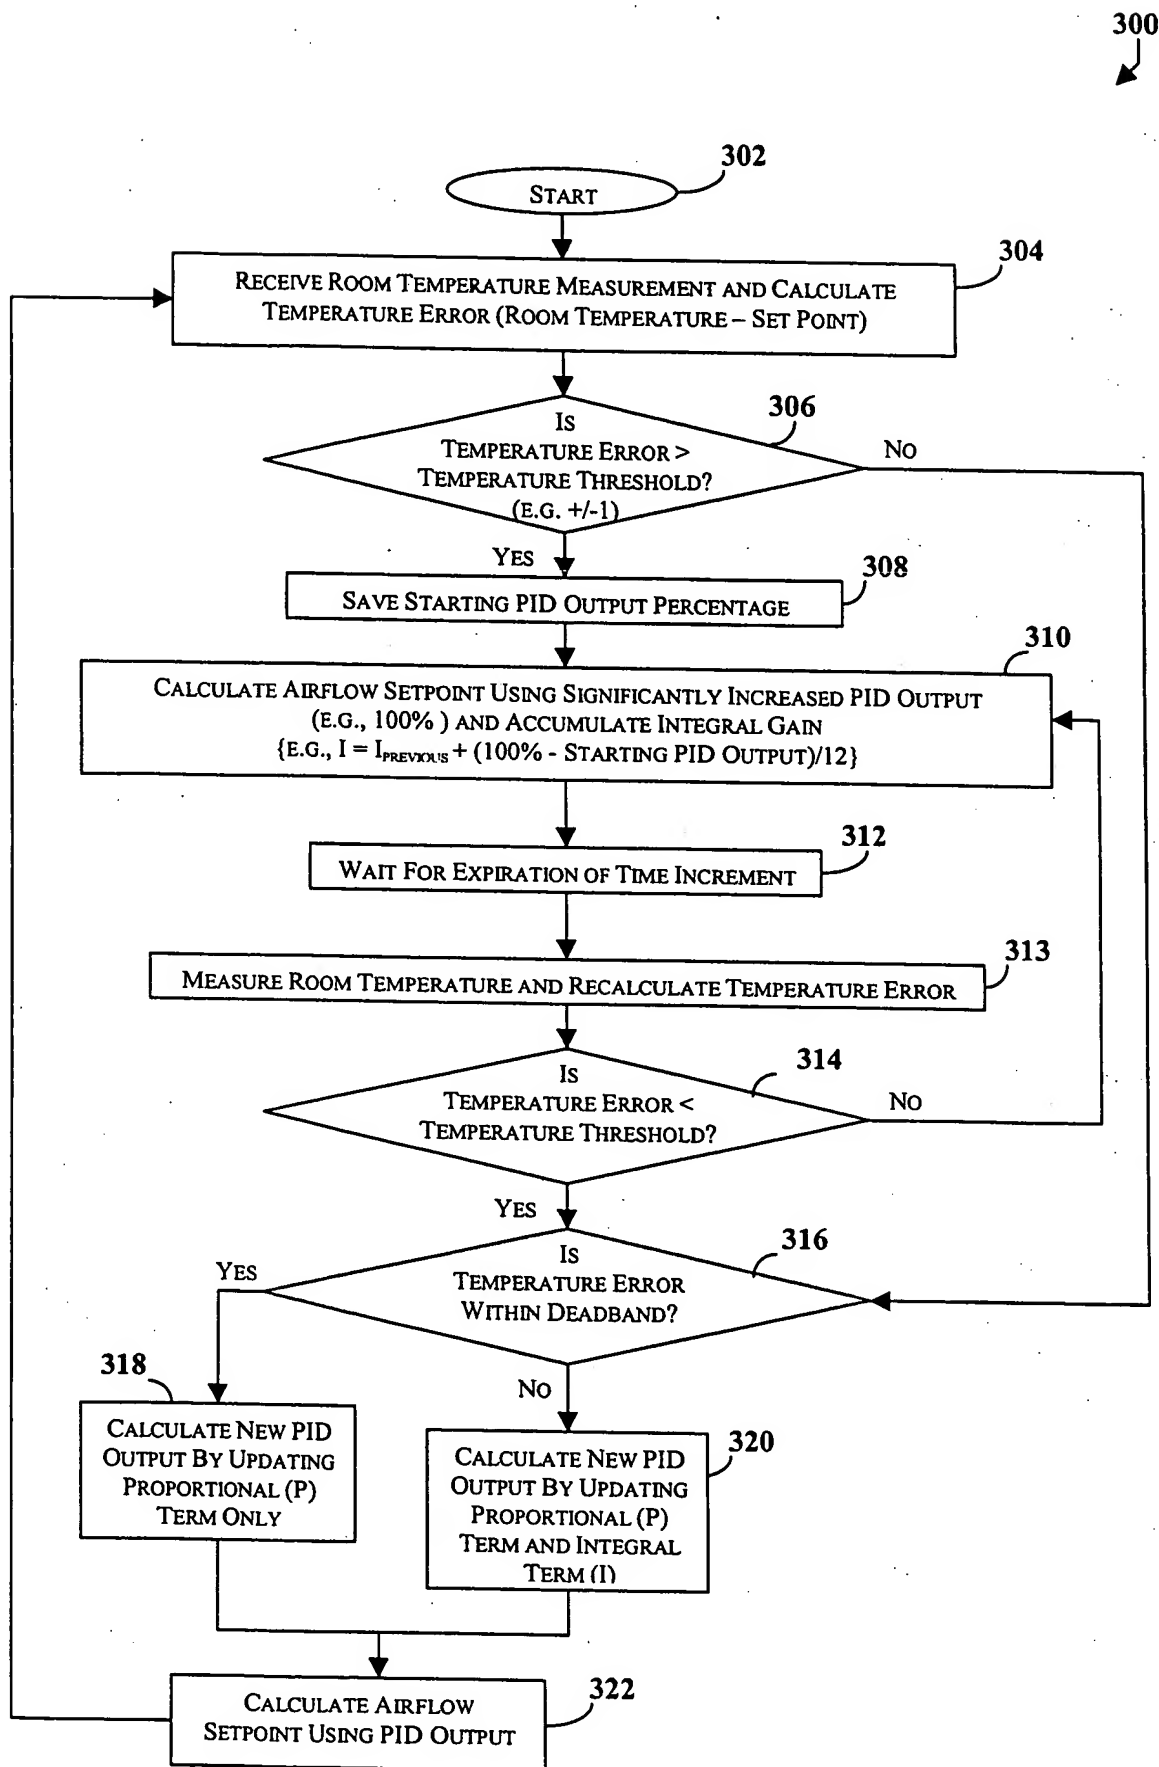 300
302
START
304
RECEIVE ROOM TEMPERATURE MEASUREMENT AND CALCULATE
TEMPERATURE ERROR (ROOM TEMPERATURE – SET POINT)
306
IS
TEMPERATURE ERROR >
TEMPERATURE THRESHOLD?
(E.G. +/-1)
NO
YES
308
SAVE STARTING PID OUTPUT PERCENTAGE
310
CALCULATE AIRFLOW SETPOINT USING SIGNIFICANTLY INCREASED PID OUTPUT
(E.G., 100% ) AND ACCUMULATE INTEGRAL GAIN
{E.G., I = I PREVIOUS + (100% - STARTING PID OUTPUT)/12}
312
WAIT FOR EXPIRATION OF TIME INCREMENT
313
MEASURE ROOM TEMPERATURE AND RECALCULATE TEMPERATURE ERROR
314
IS
TEMPERATURE ERROR <
TEMPERATURE THRESHOLD?
NO
YES
316
IS
TEMPERATURE ERROR
WITHIN DEADBAND?
YES
NO
318
CALCULATE NEW PID
OUTPUT BY UPDATING
PROPORTIONAL (P)
TERM ONLY
320
CALCULATE NEW PID
OUTPUT BY UPDATING
PROPORTIONAL (P)
TERM AND INTEGRAL
TERM (I)
322
CALCULATE AIRFLOW
SETPOINT USING PID OUTPUT